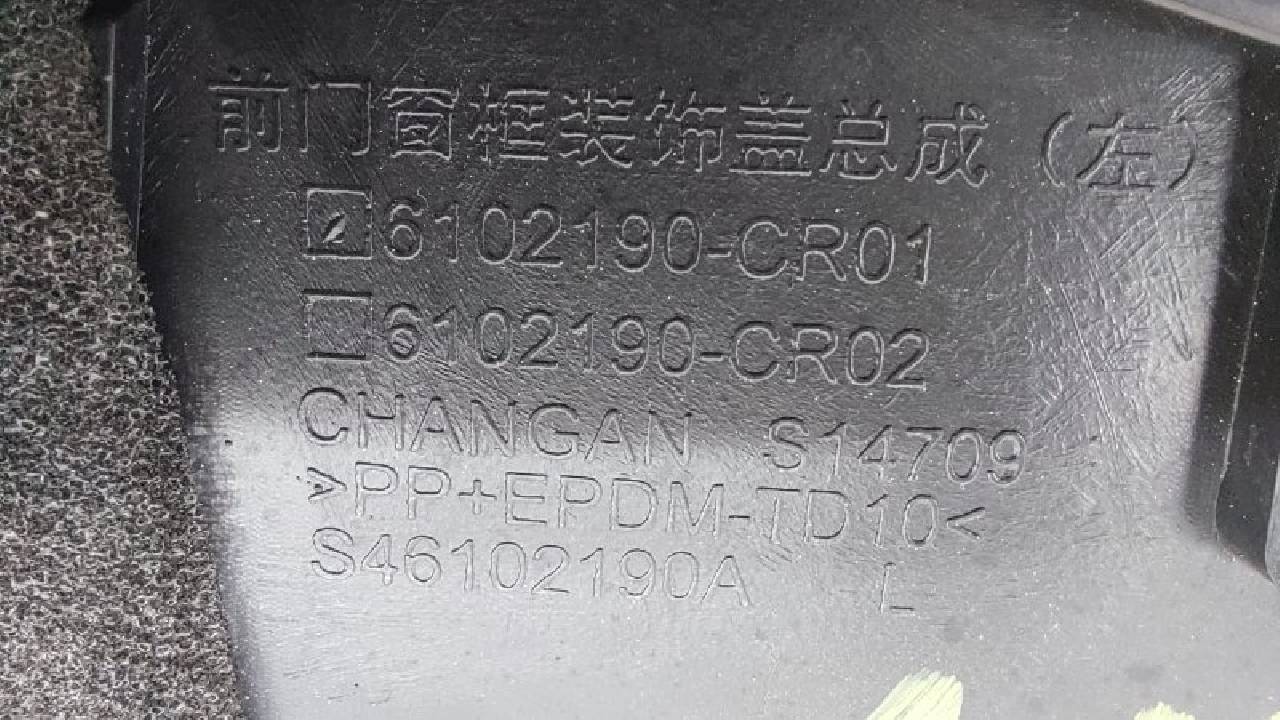 前门窗框装饰盖总成（左）
☑6102190-CR01
☐6102190-CR02
CHANGAN S14709
>PP+EPDM-TD10<
S46102190A L